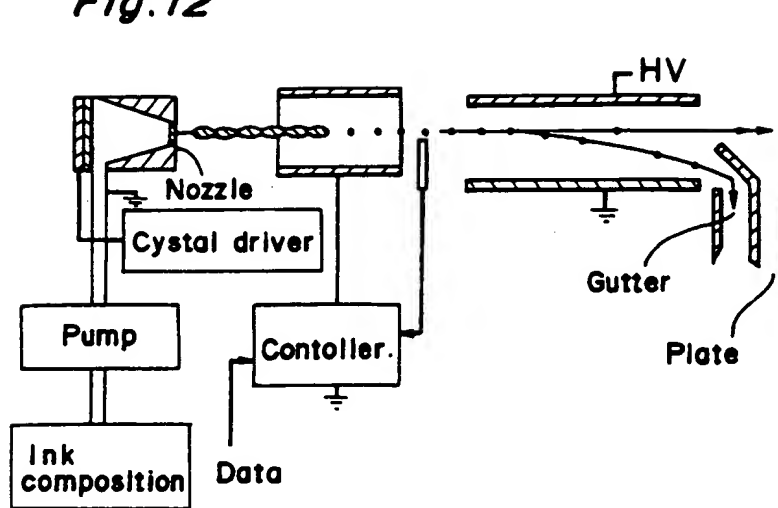 Fig.12
HV
Nozzle
Cystal driver
Gutter
Pump
Contoller.
Plate
Ink
composition
Data